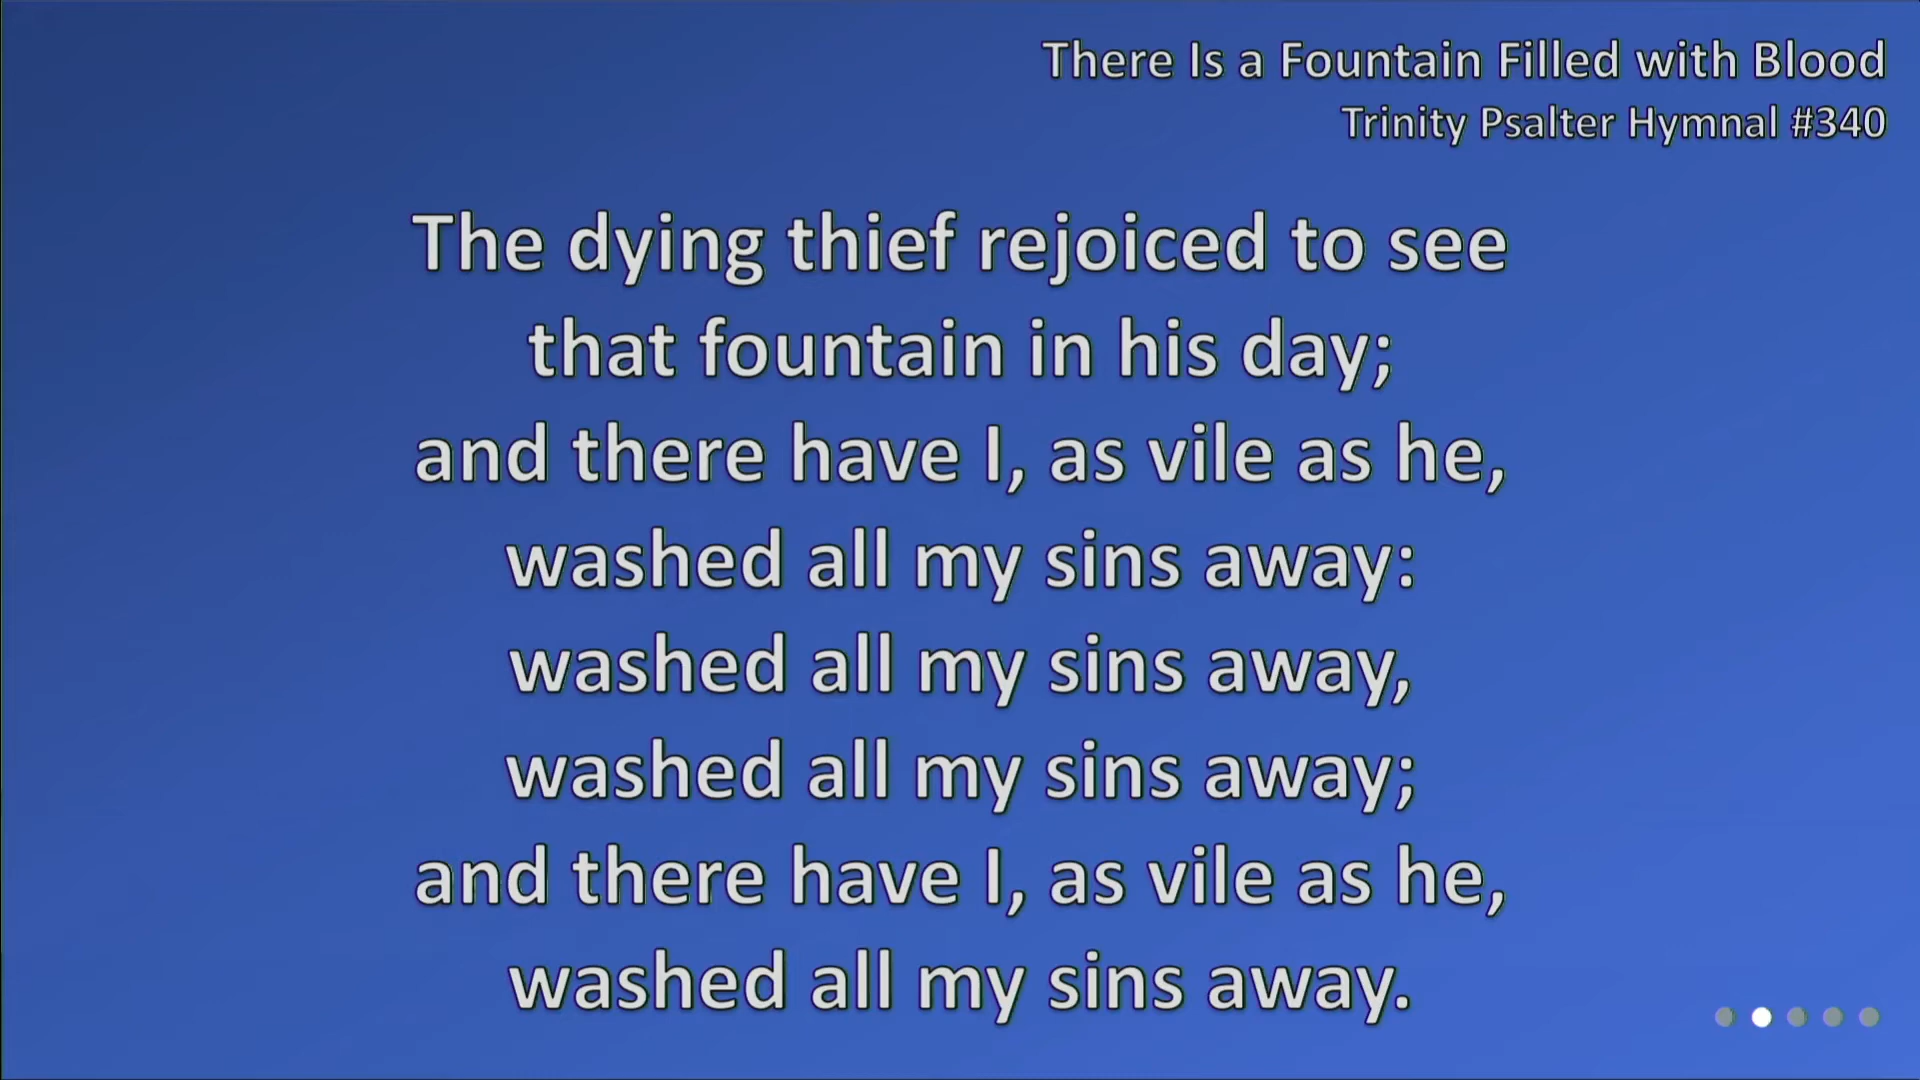 There Is a Fountain Filled with Blood
Trinity Psalter Hymnal #340
The dying thief rejoiced to see
that fountain in his day;
and there have I, as vile as he,
washed all my sins away:
washed all my sins away,
washed all my sins away;
and there have I, as vile as he,
washed all my sins away.